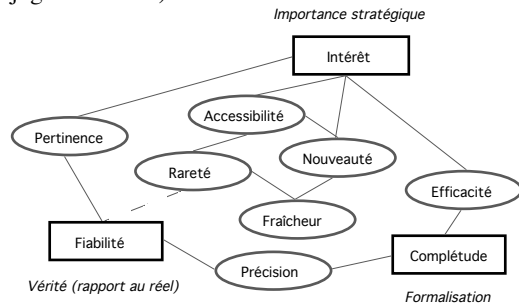 Importance stratégique
Intérêt
Accessibilité
Pertinence
Nouveauté
Rareté
Efficacité
Fraîcheur
Fiabilité
Complétude
Précision
Vérité (rapport au réel)
Formalisation